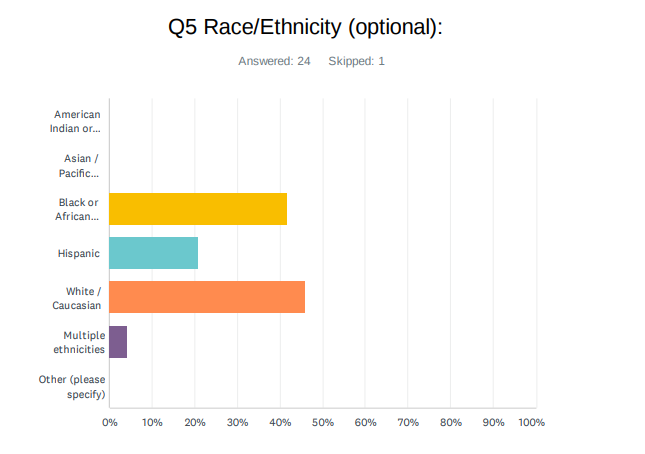 Q5 Race/Ethnicity (optional):
Answered: 24 Skipped: 1
American
Indian or...
Asian /
Pacific...
Black or
African...
Hispanic
White /
Caucasian
Multiple
ethnicities
Other (please
specify)
0% 10% 20% 30% 40% 50% 60% 70% 80% 90% 100%